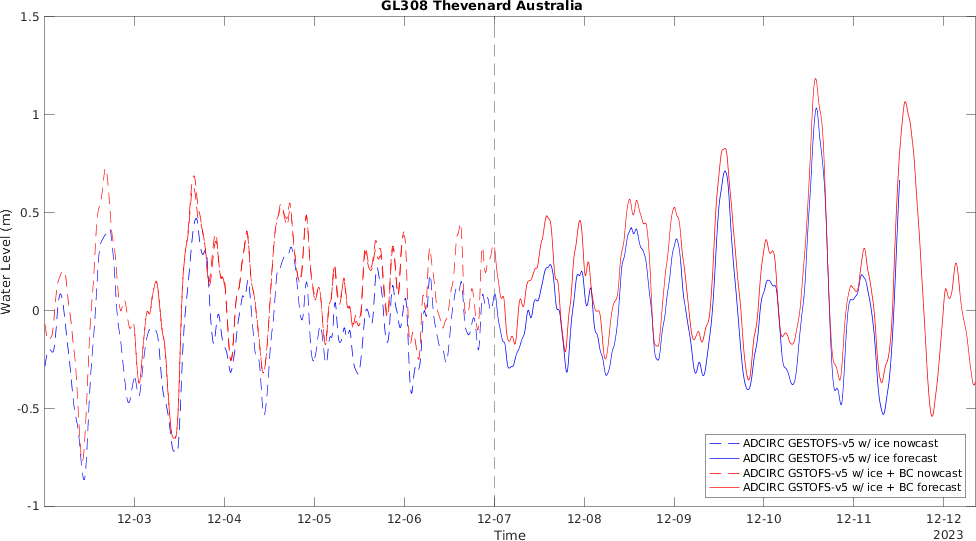 GL308 Thevenard Australia
1.5
1
0.5
0
-0.5
-1
Water Level (m)
ADCIRC GESTOFS-v5 w/ ice nowcast
ADCIRC GESTOFS-v5 w/ ice forecast
ADCIRC GSTOFS-v5 w/ ice + BC nowcast
ADCIRC GSTOFS-v5 w/ ice + BC forecast
12-03 12-04 12-05 12-06 12-07 12-08 12-09 12-10 12-11 12-12
2023
Time